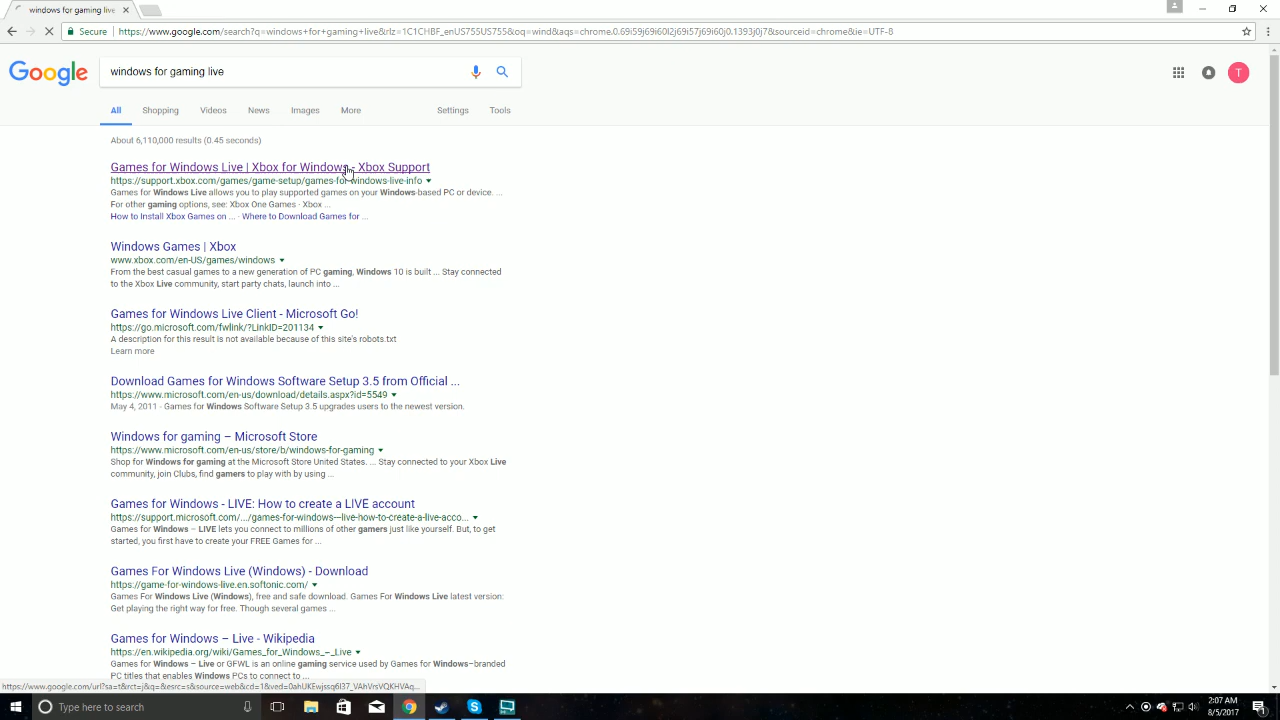 windows for gaming live
Secure https://www.google.com/search?q=windows+for+gaming+live&rlz=1C1CHBF_enUS755US755&oq=wind&aqs=chrome.0.69i59j69i60l2j69i57j69i60j0.1393j0j7&sourceid=chrome&ie=UTF-8
Google
windows for gaming live
T
All Shopping Videos News Images More Settings Tools
About 6,110,000 results (0.45 seconds)
Games for Windows Live | Xbox for Windows - Xbox Support
https://support.xbox.com/games/game-setup/games-for-windows-live-info
Games for Windows Live allows you to play supported games on your Windows-based PC or device. ...
For other gaming options, see: Xbox One Games · Xbox ...
How to Install Xbox Games on ... · Where to Download Games for ...
Windows Games | Xbox
www.xbox.com/en-US/games/windows
From the best casual games to a new generation of PC gaming, Windows 10 is built ... Stay connected
to the Xbox Live community, start party chats, launch into ...
Games for Windows Live Client - Microsoft Go!
https://go.microsoft.com/fwlink/?LinkID=201134
A description for this result is not available because of this site's robots.txt
Learn more
Download Games for Windows Software Setup 3.5 from Official ...
https://www.microsoft.com/en-us/download/details.aspx?id=5549
May 4, 2011 - Games for Windows Software Setup 3.5 upgrades users to the newest version.
Windows for gaming – Microsoft Store
https://www.microsoft.com/en-us/store/b/windows-for-gaming
Shop for Windows for gaming at the Microsoft Store United States. ... Stay connected to your Xbox Live
community, join Clubs, find gamers to play with by using ...
Games for Windows - LIVE: How to create a LIVE account
https://support.microsoft.com/.../games-for-windows---live-how-to-create-a-live-acco...
Games for Windows – LIVE lets you connect to millions of other gamers just like yourself. But, to get
started, you first have to create your FREE Games for ...
Games For Windows Live (Windows) - Download
https://game-for-windows-live.en.softonic.com/
Games For Windows Live (Windows), free and safe download. Games For Windows Live latest version:
Get playing the right way for free. Though several games ...
Games for Windows – Live - Wikipedia
https://en.wikipedia.org/wiki/Games_for_Windows_–_Live
Games for Windows – Live or GFWL is an online gaming service used by Games for Windows–branded
PC titles that enables Windows PCs to connect to ...
https://www.google.com/url?sa=t&rct=j&q=&esrc=s&source=web&cd=1&ved=0ahUKEwjssq6l37_VAhVrsVQKHVAq...
Type here to search
2:07 AM
8/5/2017